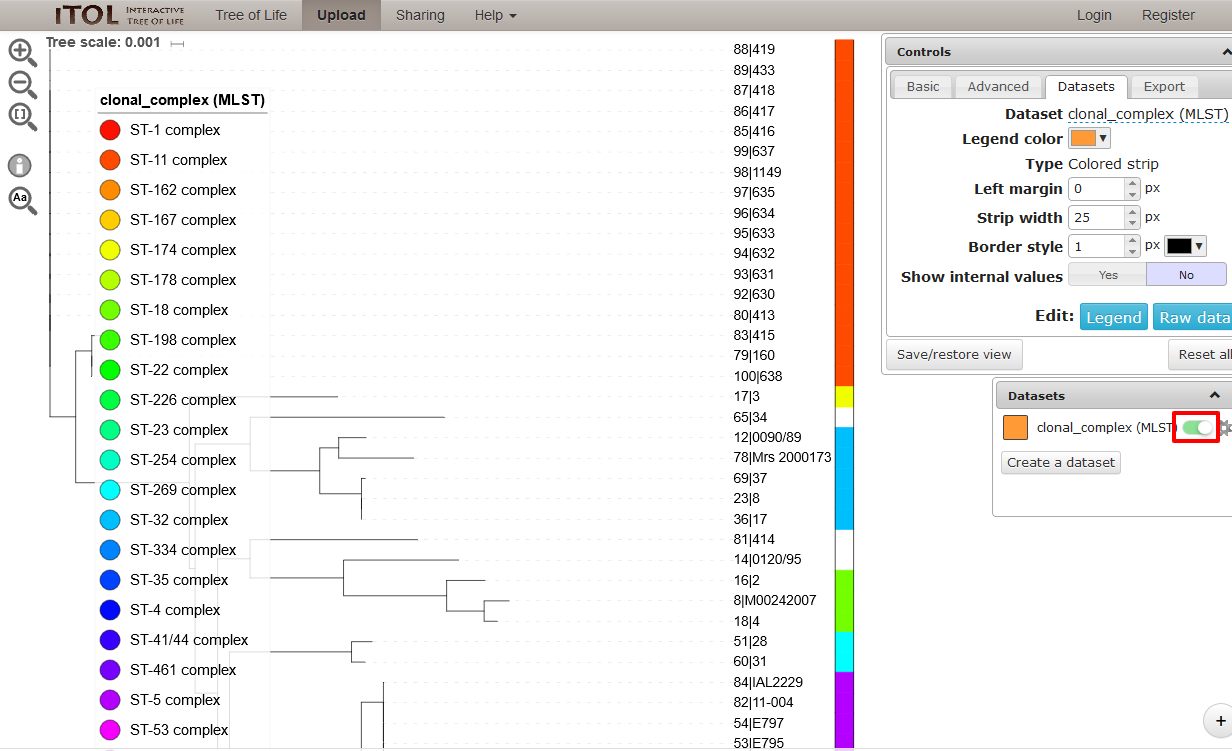 iTOL INTERACTIVE TREE OF LIFE
Tree of Life
Upload
Sharing
Help
Login
Register
Tree scale: 0.001
Aa
clonal_complex (MLST)
ST-1 complex
ST-11 complex
ST-162 complex
ST-167 complex
ST-174 complex
ST-178 complex
ST-18 complex
ST-198 complex
ST-22 complex
ST-226 complex
ST-23 complex
ST-254 complex
ST-269 complex
ST-32 complex
ST-334 complex
ST-35 complex
ST-4 complex
ST-41/44 complex
ST-461 complex
ST-5 complex
ST-53 complex
88|419
89|433
87|418
86|417
85|416
99|637
98|1149
97|635
96|634
95|633
94|632
93|631
92|630
80|413
83|415
79|160
100|638
17|3
65|34
12|0090/89
78|Mrs 2000173
69|37
23|8
36|17
81|414
14|0120/95
16|2
8|M00242007
18|4
51|28
60|31
84|IAL2229
82|11-004
54|E797
53|E795
Controls
Basic
Advanced
Datasets
Export
Dataset clonal_complex (MLST)
Legend color
Type Colored strip
Left margin 0 px
Strip width 25 px
Border style 1 px
Show internal values Yes No
Edit: Legend Raw data
Save/restore view
Reset all
Datasets
clonal_complex (MLST)
Create a dataset
+